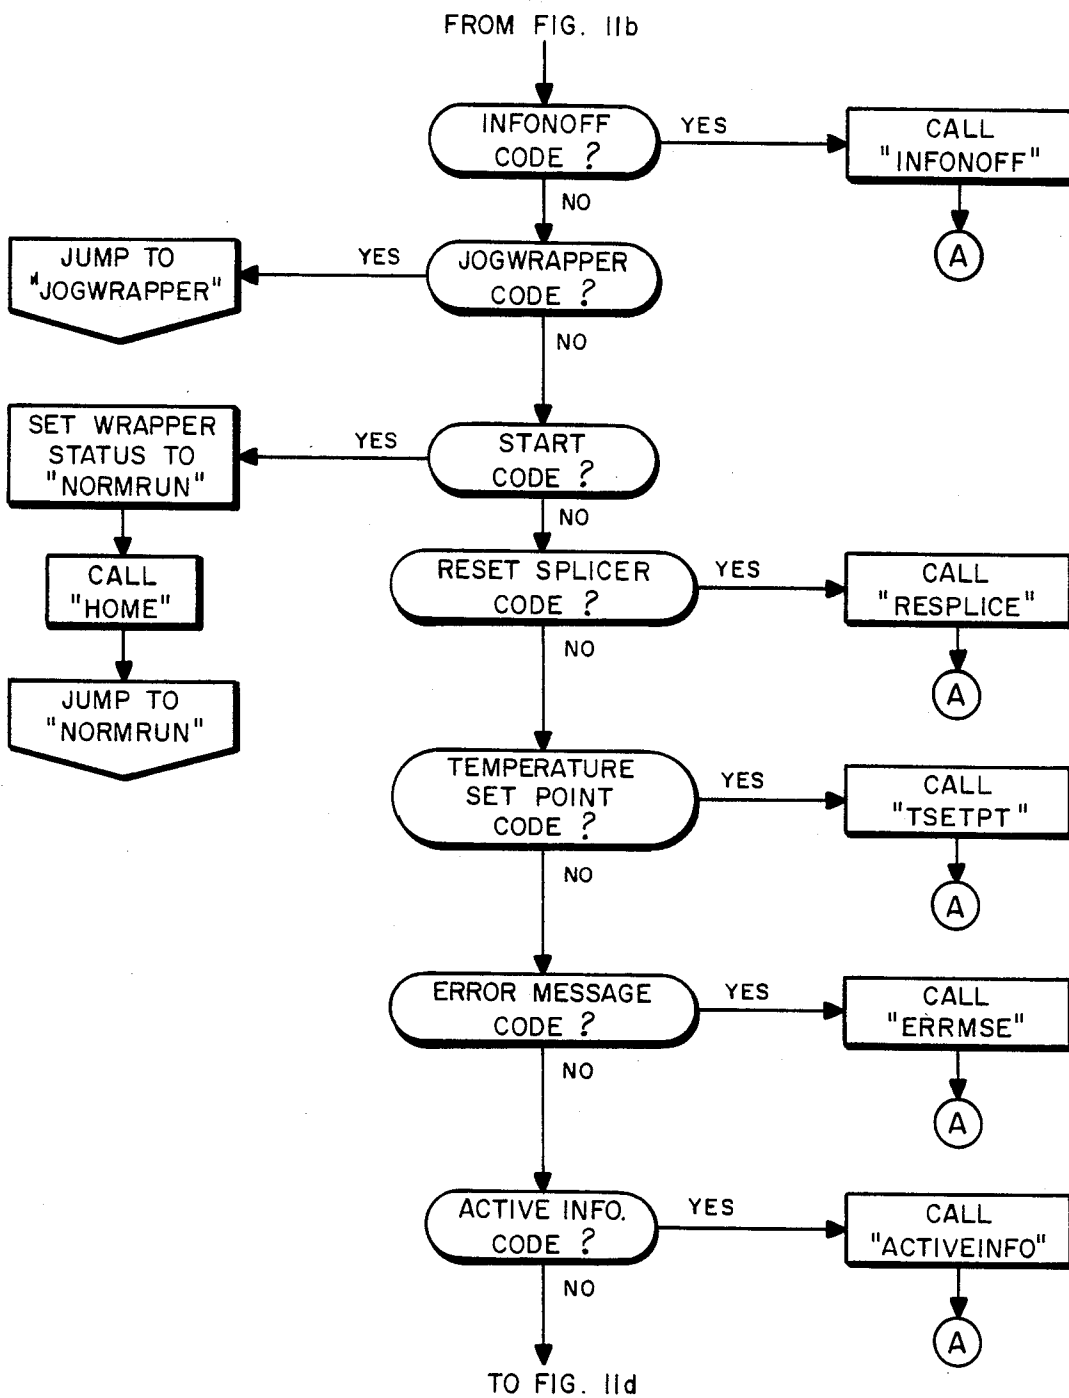 FROM FIG. 11b
INFONOFF
CODE ?
YES
CALL
"INFONOFF"
A
NO
JOGWRAPPER
CODE ?
YES
JUMP TO
"JOGWRAPPER"
NO
START
CODE ?
YES
SET WRAPPER
STATUS TO
"NORMRUN"
CALL
"HOME"
JUMP TO
"NORMRUN"
NO
RESET SPLICER
CODE ?
YES
CALL
"RESPLICE"
A
NO
TEMPERATURE
SET POINT
CODE ?
YES
CALL
"TSETPT"
A
NO
ERROR MESSAGE
CODE ?
YES
CALL
"ERRMSE"
A
NO
ACTIVE INFO.
CODE ?
YES
CALL
"ACTIVEINFO"
A
NO
TO FIG. 11d